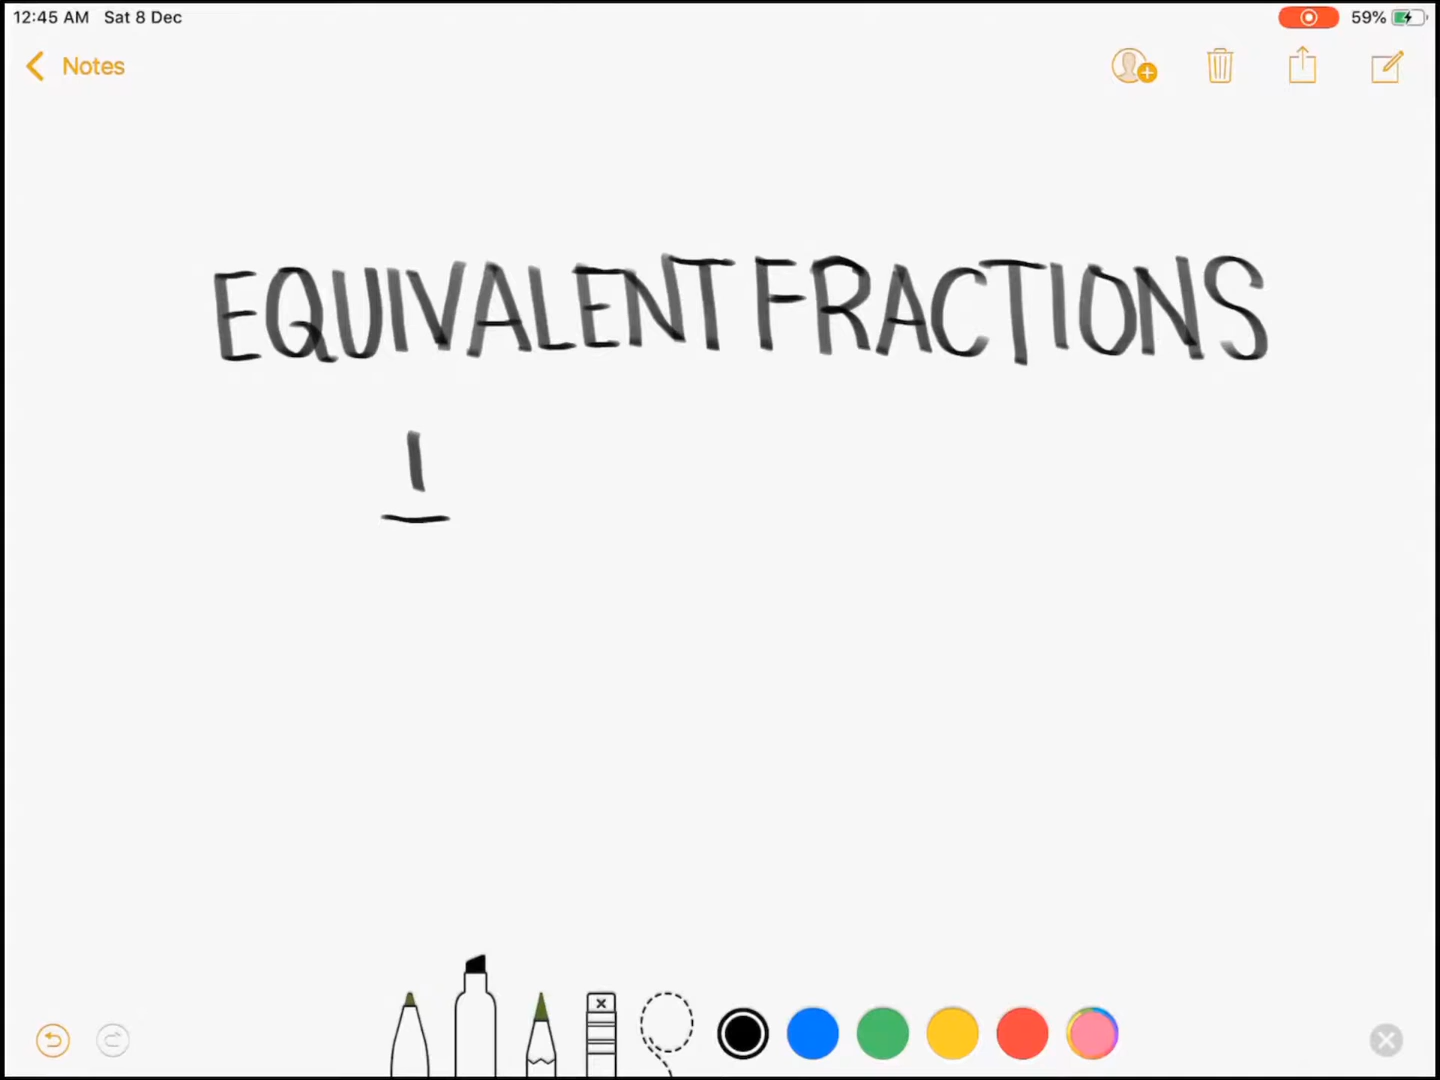 12:45 AM Sat 8 Dec
59%
Notes
EQUIVALENT FRACTIONS
1